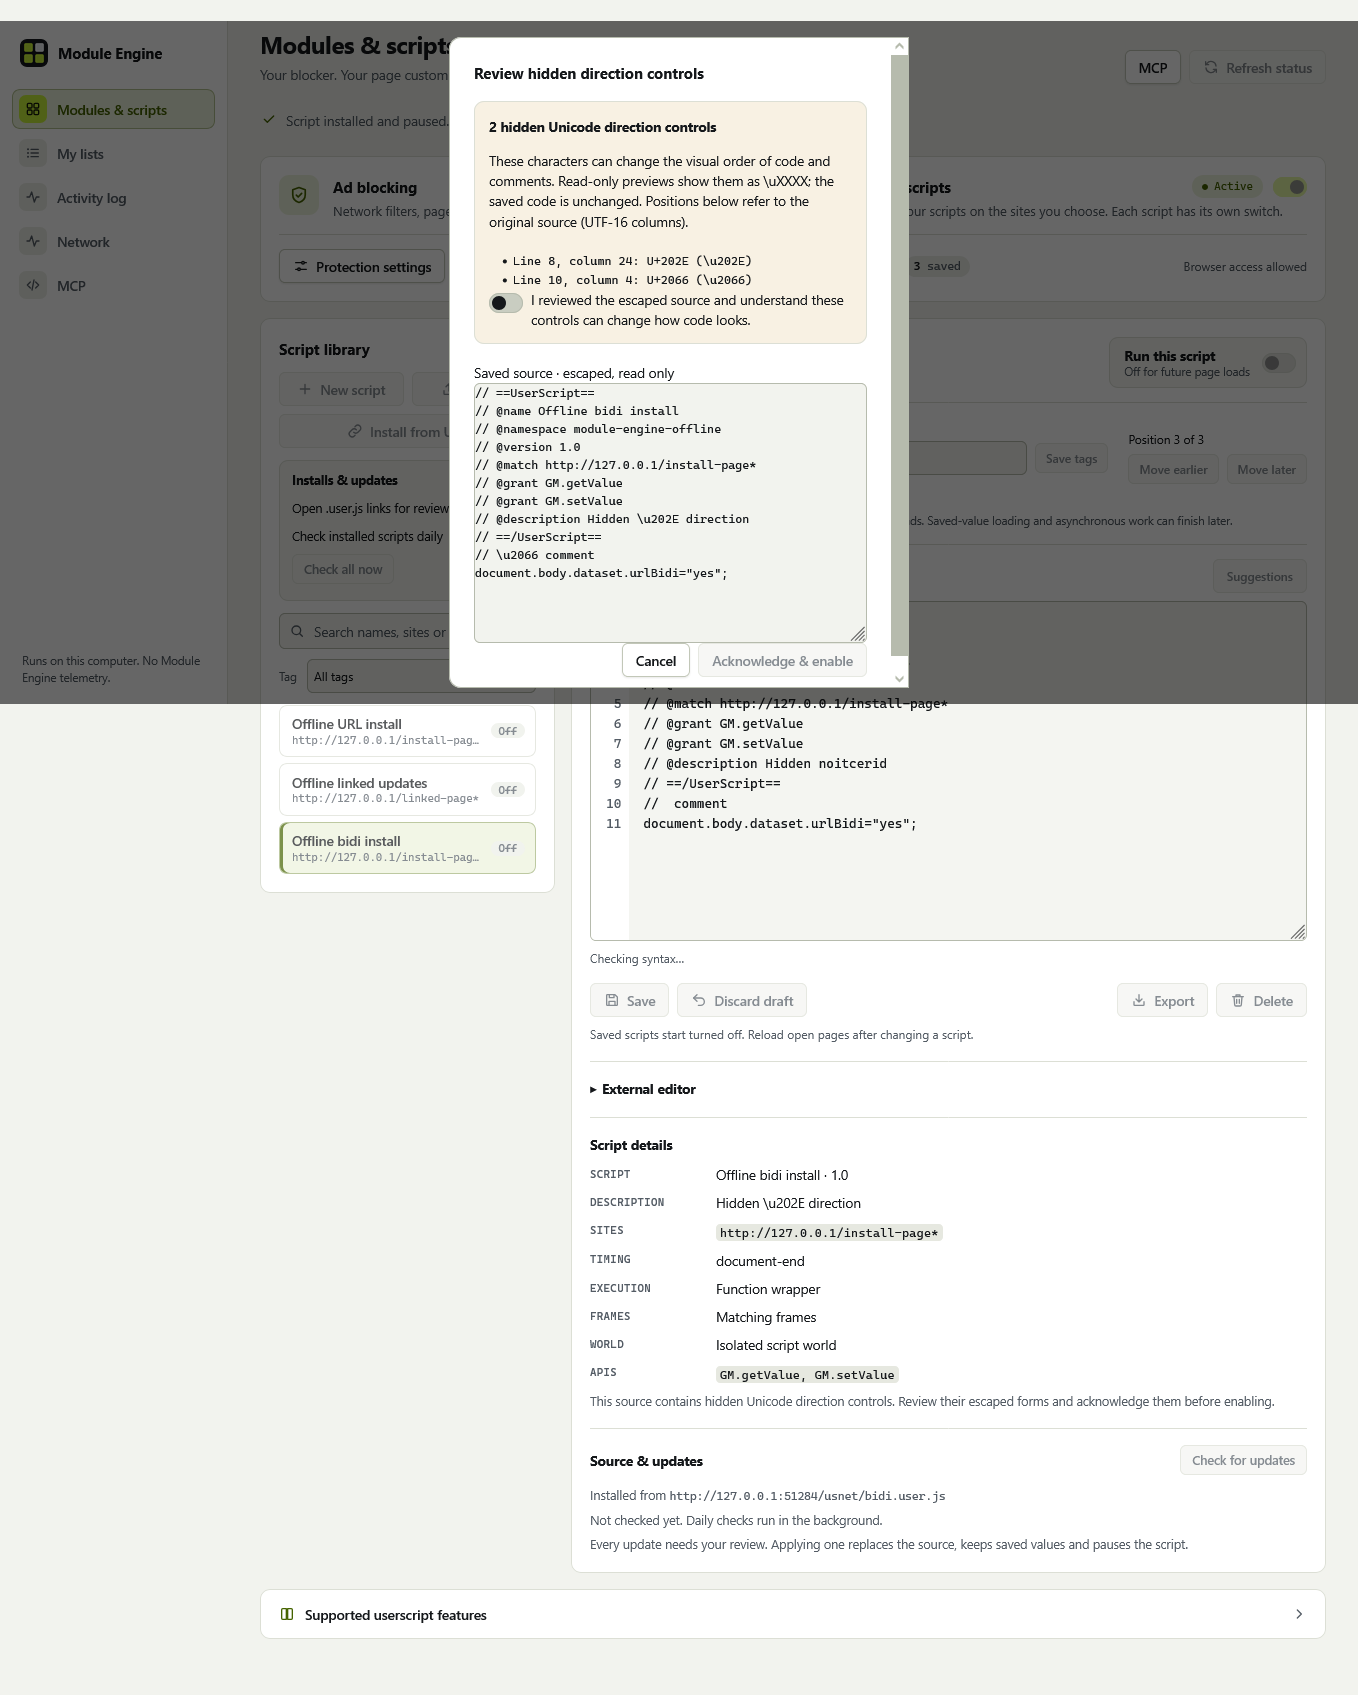 Module Engine
Modules & scripts
My lists
Activity log
Network
MCP
Runs on this computer. No Module
Engine telemetry.
Modules & scripts
Your blocker. Your page custom
MCP
Refresh status
Script installed and paused.
Ad blocking
Network filters, page
Protection settings
scripts
Active
our scripts on the sites you choose. Each script has its own switch.
3 saved
Browser access allowed
Script library
New script
Install from U
Installs & updates
Open .user.js links for review
Check installed scripts daily
Check all now
Search names, sites or
Tag
All tags
Offline URL install
http://127.0.0.1/install-pag…
Off
Offline linked updates
http://127.0.0.1/linked-page*
Off
Offline bidi install
http://127.0.0.1/install-pag…
Off
Review hidden direction controls
2 hidden Unicode direction controls
These characters can change the visual order of code and
comments. Read-only previews show them as \uXXXX; the
saved code is unchanged. Positions below refer to the
original source (UTF-16 columns).
• Line 8, column 24: U+202E (\u202E)
• Line 10, column 4: U+2066 (\u2066)
I reviewed the escaped source and understand these
controls can change how code looks.
Saved source · escaped, read only
// ==UserScript==
// @name Offline bidi install
// @namespace module-engine-offline
// @version 1.0
// @match http://127.0.0.1/install-page*
// @grant GM.getValue
// @grant GM.setValue
// @description Hidden \u202E direction
// ==/UserScript==
// \u2066 comment
document.body.dataset.urlBidi="yes";
Cancel
Acknowledge & enable
Run this script
Off for future page loads
Save tags
Position 3 of 3
Move earlier
Move later
ds. Saved-value loading and asynchronous work can finish later.
Suggestions
5 // @match http://127.0.0.1/install-page*
6 // @grant GM.getValue
7 // @grant GM.setValue
8 // @description Hidden noitcerid
9 // ==/UserScript==
10 //  comment
11 document.body.dataset.urlBidi="yes";
Checking syntax…
Save
Discard draft
Export
Delete
Saved scripts start turned off. Reload open pages after changing a script.
▸ External editor
Script details
SCRIPT Offline bidi install · 1.0
DESCRIPTION Hidden \u202E direction
SITES http://127.0.0.1/install-page*
TIMING document-end
EXECUTION Function wrapper
FRAMES Matching frames
WORLD Isolated script world
APIS GM.getValue, GM.setValue
This source contains hidden Unicode direction controls. Review their escaped forms and acknowledge them before enabling.
Source & updates
Check for updates
Installed from http://127.0.0.1:51284/usnet/bidi.user.js
Not checked yet. Daily checks run in the background.
Every update needs your review. Applying one replaces the source, keeps saved values and pauses the script.
Supported userscript features